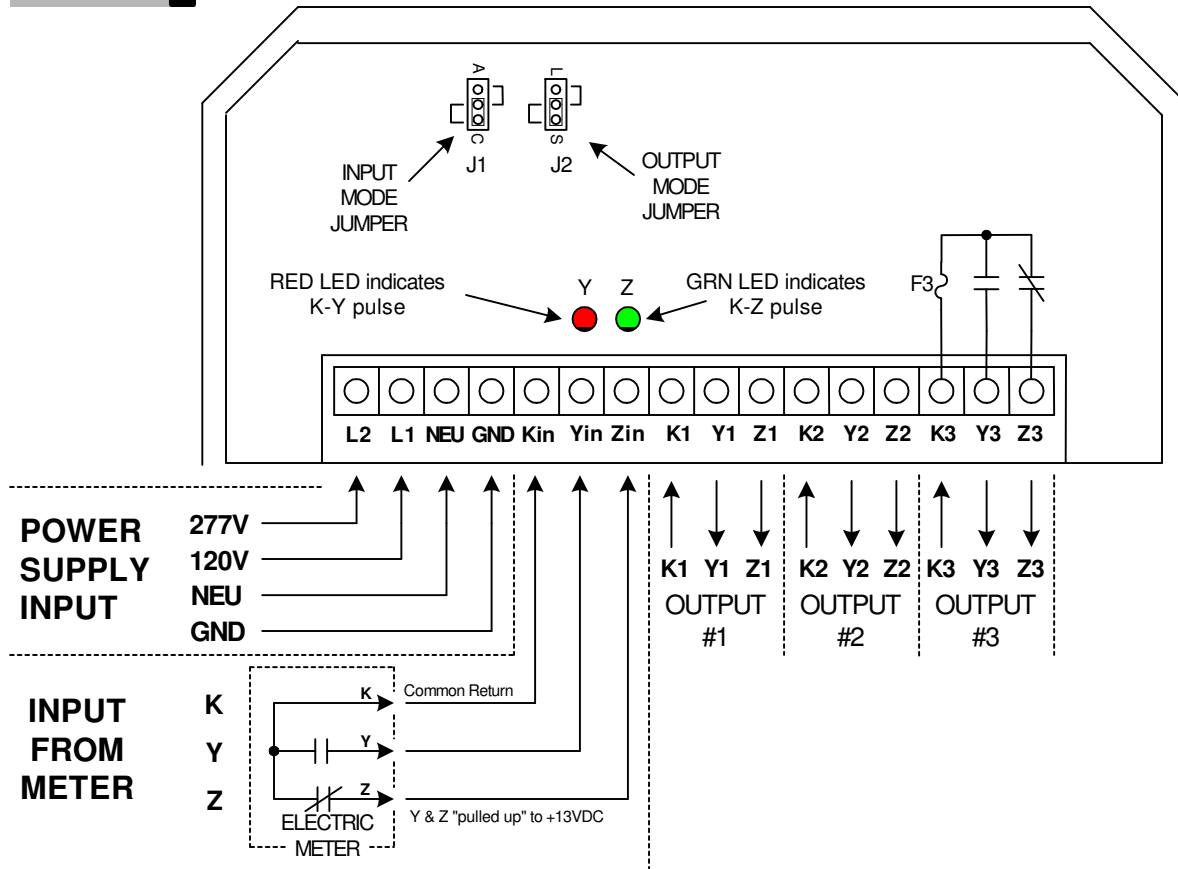 A
C
J1
L
S
J2
INPUT
MODE
JUMPER
OUTPUT
MODE
JUMPER
RED LED indicates
K-Y pulse
Y Z
GRN LED indicates
K-Z pulse
F3
L2 L1 NEU GND Kin Yin Zin K1 Y1 Z1 K2 Y2 Z2 K3 Y3 Z3
POWER
SUPPLY
INPUT
277V
120V
NEU
GND
K1 Y1 Z1
OUTPUT
#1
K2 Y2 Z2
OUTPUT
#2
K3 Y3 Z3
OUTPUT
#3
INPUT
FROM
METER
K
Y
Z
K
Y
Z
ELECTRIC
METER
Common Return
Y & Z "pulled up" to +13VDC